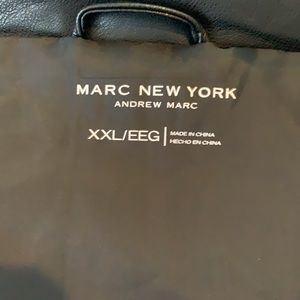 MARC NEW YORK
ANDREW MARC
XXL/EEG
MADE IN CHINA
HECHO EN CHINA